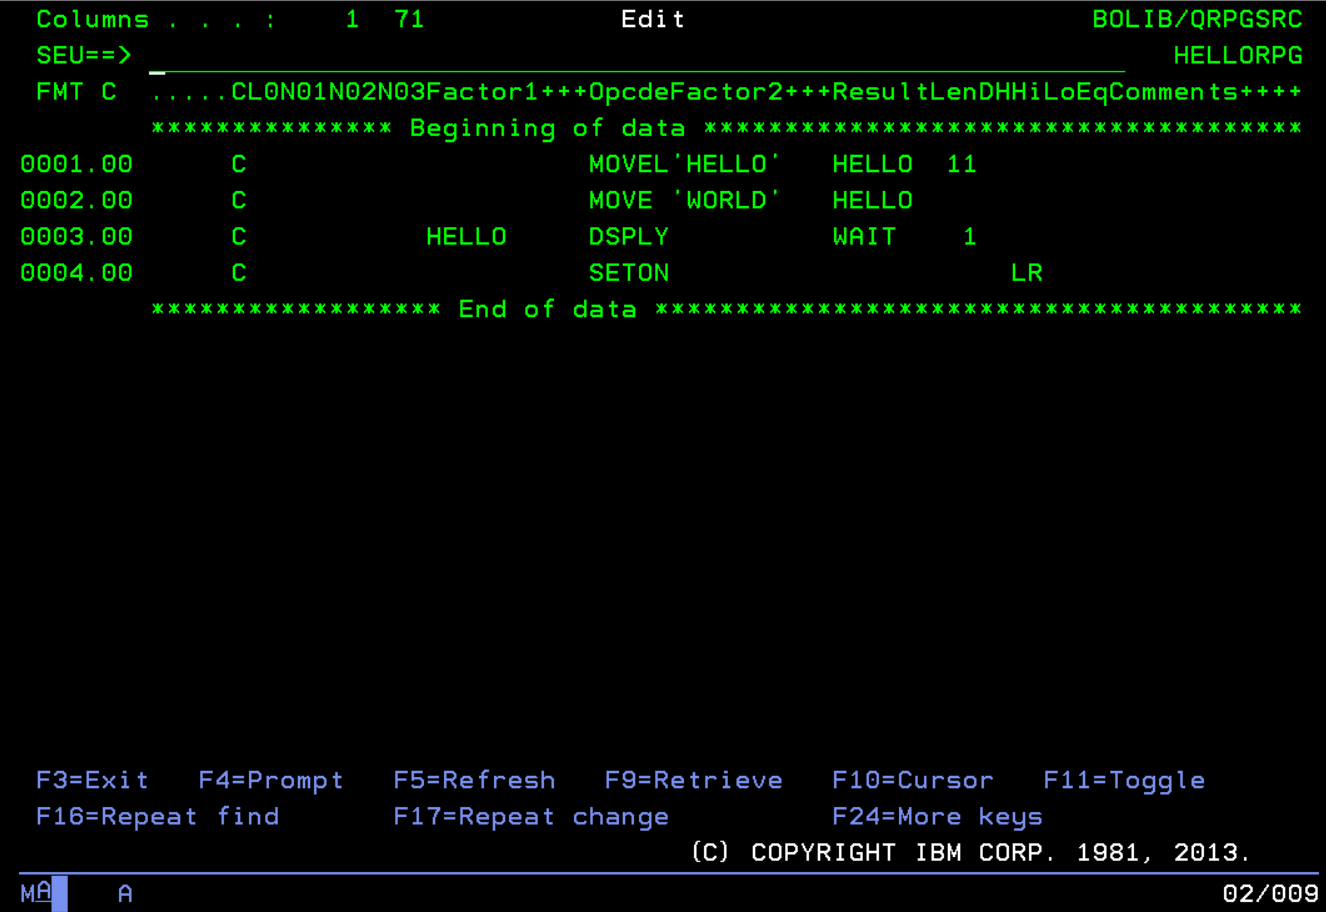 Columns . . . :    1  71            Edit                         BOLIB/QRPGSRC
SEU==>                                                                HELLORPG
FMT C  .....CL0N01N02N03Factor1+++OpcdeFactor2+++ResultLenDHHiLoEqComments++++
*************** Beginning of data *************************************
0001.00      C                     MOVEL'HELLO'   HELLO  11
0002.00      C                     MOVE 'WORLD'   HELLO
0003.00      C           HELLO     DSPLY          WAIT    1
0004.00      C                     SETON                     LR
****************** End of data ****************************************
F3=Exit   F4=Prompt   F5=Refresh   F9=Retrieve   F10=Cursor   F11=Toggle
F16=Repeat find       F17=Repeat change          F24=More keys
(C) COPYRIGHT IBM CORP. 1981, 2013.
MA     A                                                                02/009